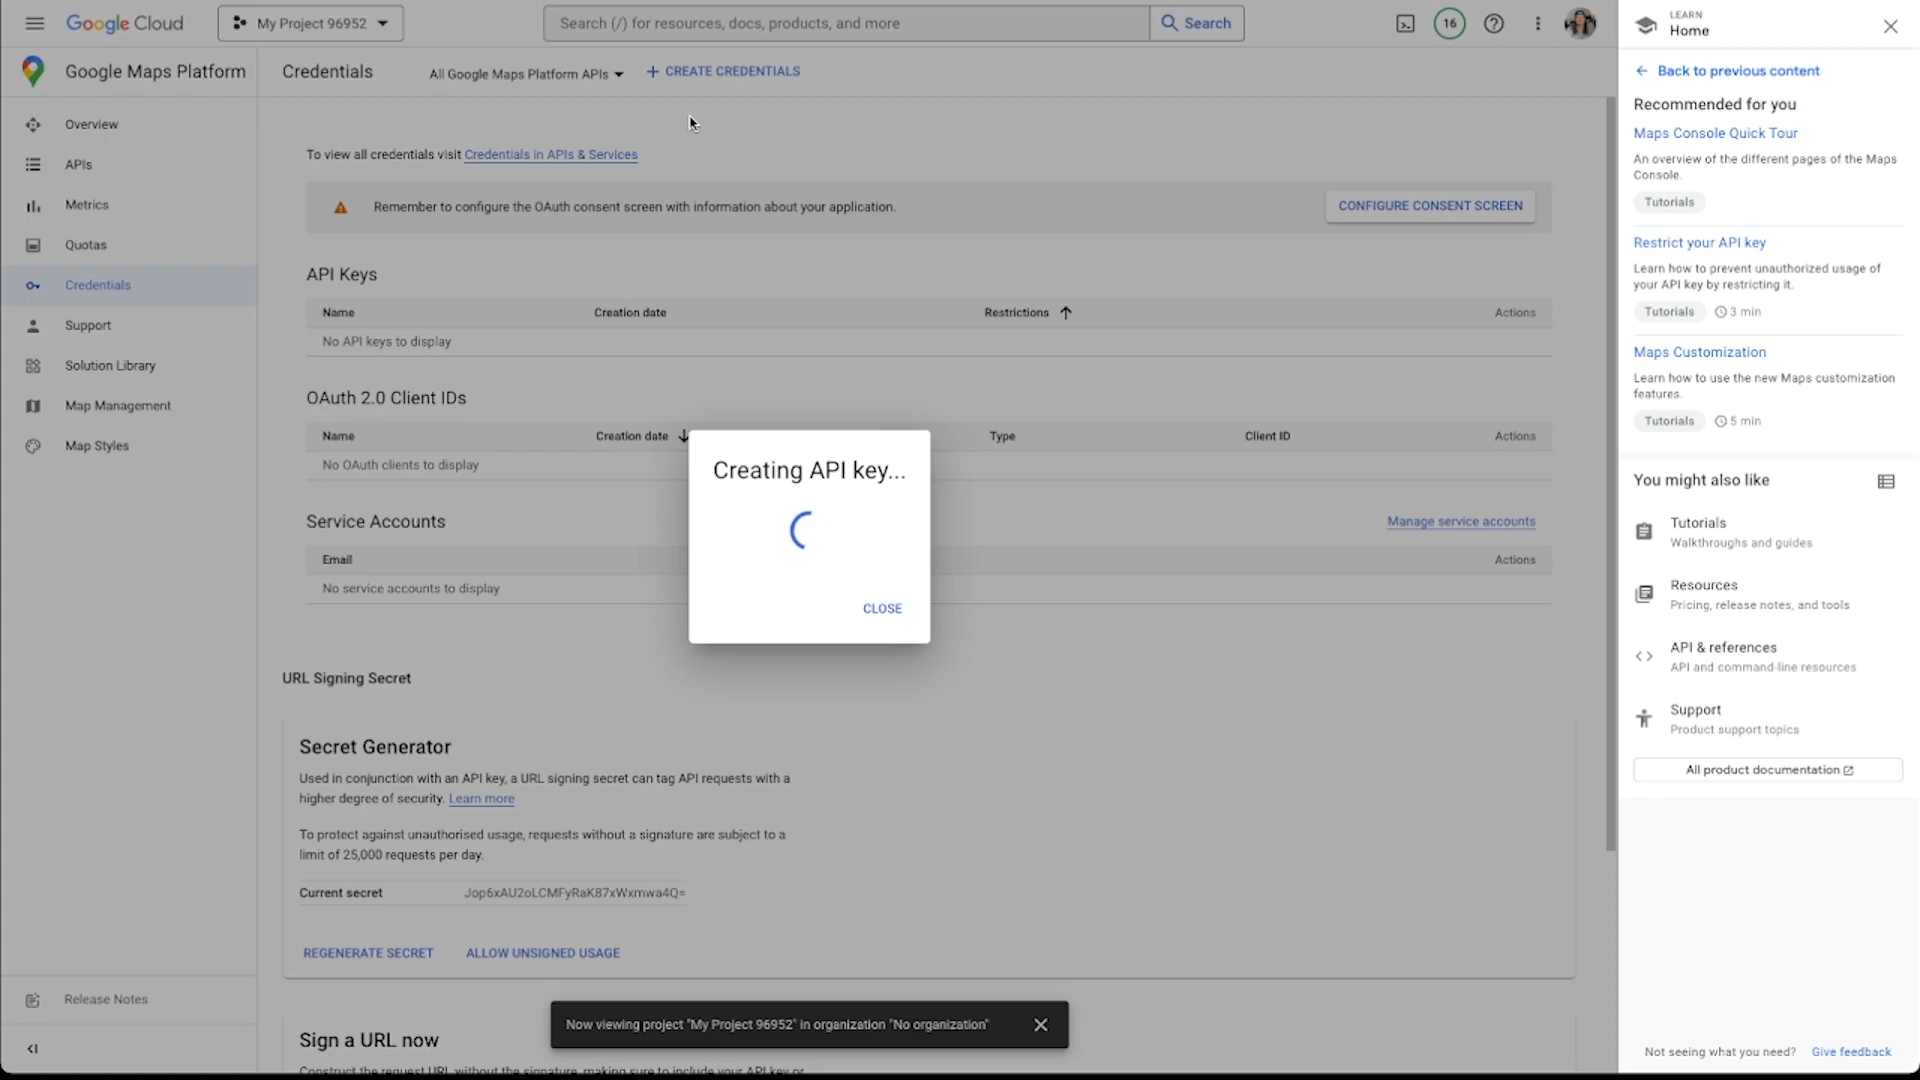 Google Cloud
My Project 96952
Search (/) for resources, docs, products, and more
Search
16
LEARN
Home
Google Maps Platform
Credentials
All Google Maps Platform APIs
+ CREATE CREDENTIALS
Overview
APIs
Metrics
Quotas
Credentials
Support
Solution Library
Map Management
Map Styles
Release Notes
To view all credentials visit Credentials in APIs & Services
Remember to configure the OAuth consent screen with information about your application.
CONFIGURE CONSENT SCREEN
API Keys
Name Creation date Restrictions Actions
No API keys to display
OAuth 2.0 Client IDs
Name Creation date Type Client ID Actions
No OAuth clients to display
Service Accounts
Manage service accounts
Email Actions
No service accounts to display
Creating API key...
CLOSE
URL Signing Secret
Secret Generator
Used in conjunction with an API key, a URL signing secret can tag API requests with a
higher degree of security. Learn more
To protect against unauthorised usage, requests without a signature are subject to a
limit of 25,000 requests per day.
Current secret Jop6xAU2oLCMFyRaK87xWxmwa4Q=
REGENERATE SECRET ALLOW UNSIGNED USAGE
Now viewing project "My Project 96952" in organization "No organization"
Sign a URL now
Construct the request URL without the signature, making sure to include your API key or
Back to previous content
Recommended for you
Maps Console Quick Tour
An overview of the different pages of the Maps
Console.
Tutorials
Restrict your API key
Learn how to prevent unauthorized usage of
your API key by restricting it.
Tutorials 3 min
Maps Customization
Learn how to use the new Maps customization
features.
Tutorials 5 min
You might also like
Tutorials
Walkthroughs and guides
Resources
Pricing, release notes, and tools
API & references
API and command-line resources
Support
Product support topics
All product documentation
Not seeing what you need? Give feedback